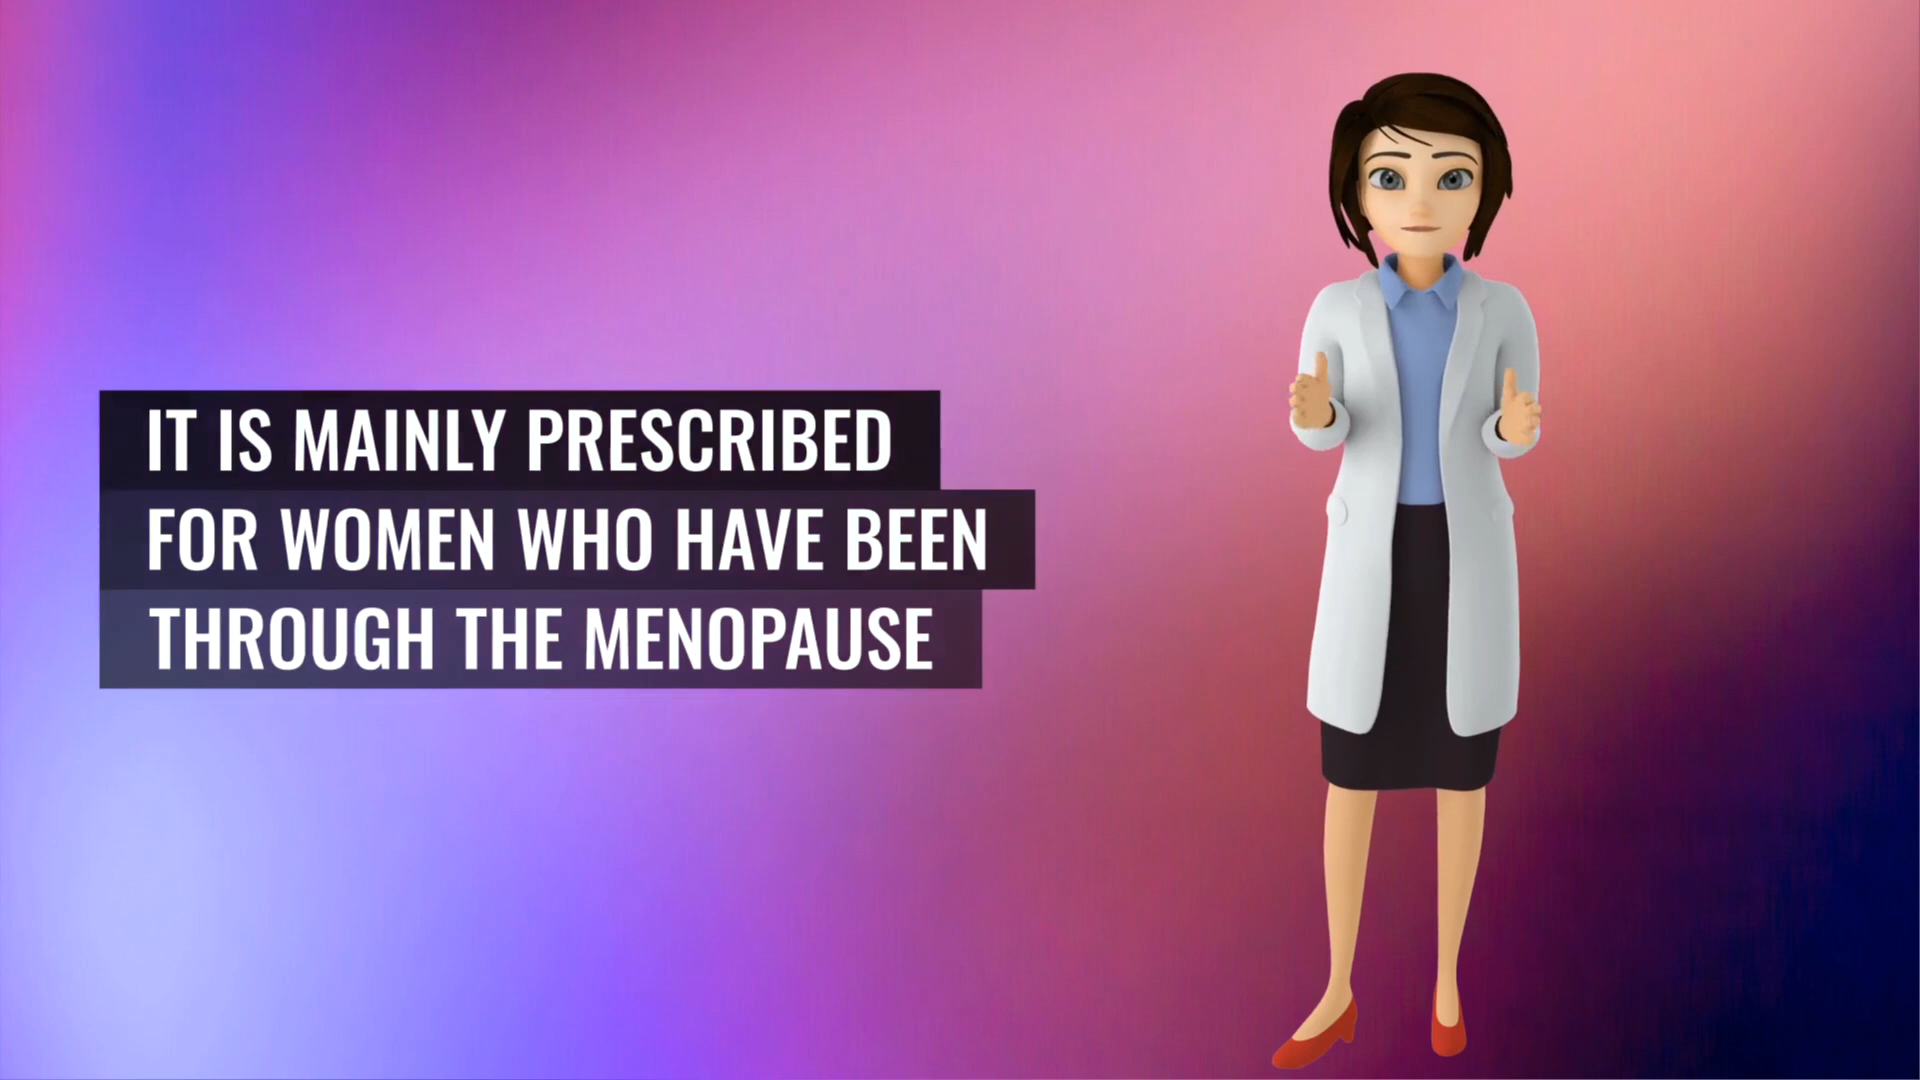 IT IS MAINLY PRESCRIBED
FOR WOMEN WHO HAVE BEEN
THROUGH THE MENOPAUSE